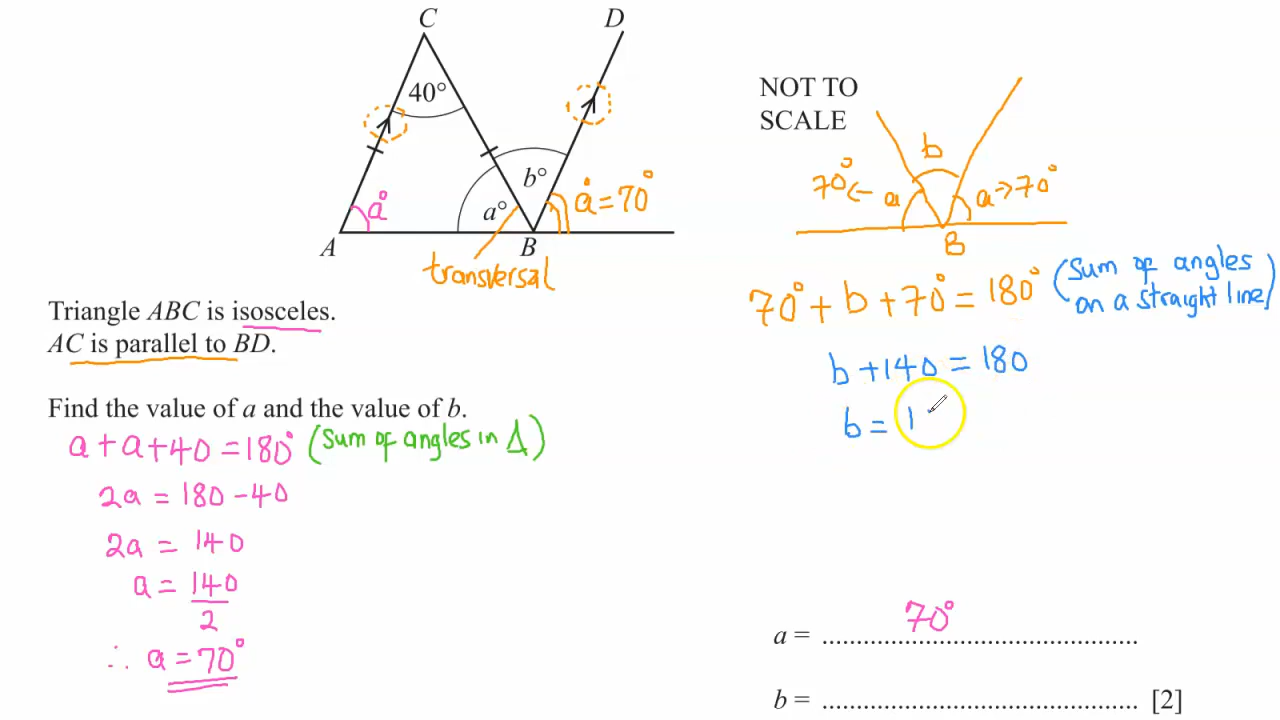 C
D
40°
NOT TO
SCALE
b°
a°
a° = 70°
a°
A
B
transversal
b
70° ← a
a → 70°
B
70° + b + 70° = 180° (Sum of angles
on a straight line)
b + 140 = 180
b = 1
Triangle ABC is isosceles.
AC is parallel to BD.
Find the value of a and the value of b.
a + a + 40 = 180° (Sum of angles in Δ)
2a = 180 - 40
2a = 140
a = 140
2
∴ a = 70°
70°
a = ................................................
b = ................................................ [2]